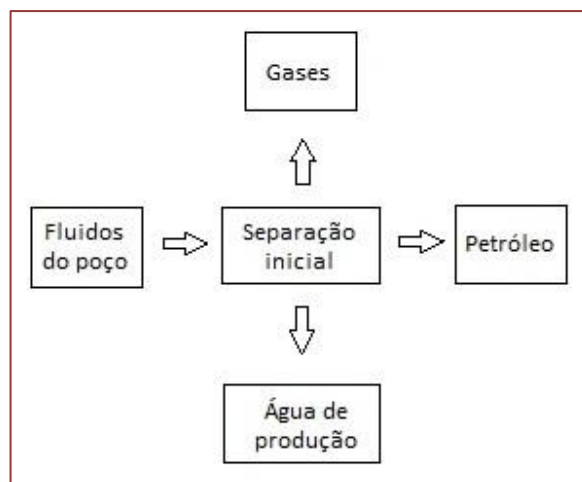 Gases
Fluidos
do poço
Separação
inicial
Petróleo
Água de
produção